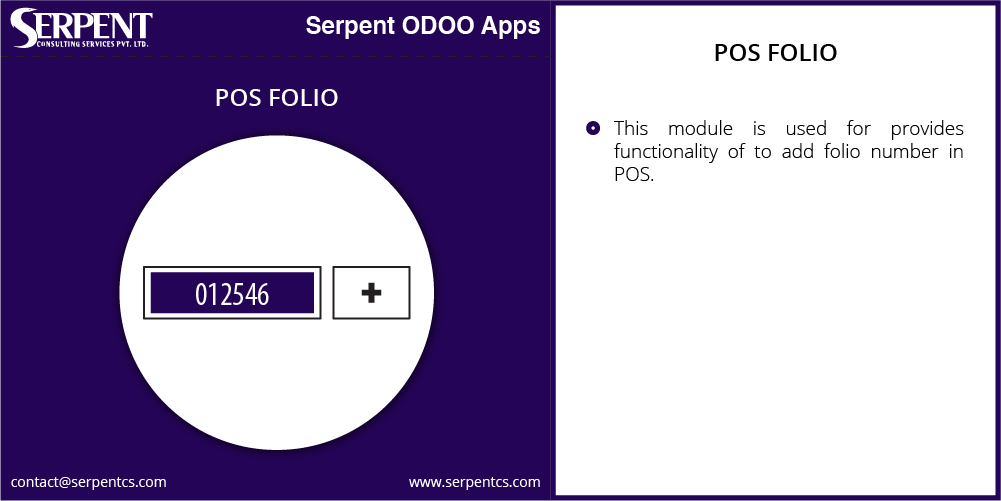 SERPENT
CONSULTING SERVICES PVT. LTD.
Serpent ODOO Apps
POS FOLIO
012546
+
contact@serpentcs.com
www.serpentcs.com
POS FOLIO
This module is used for provides
functionality of to add folio number in
POS.